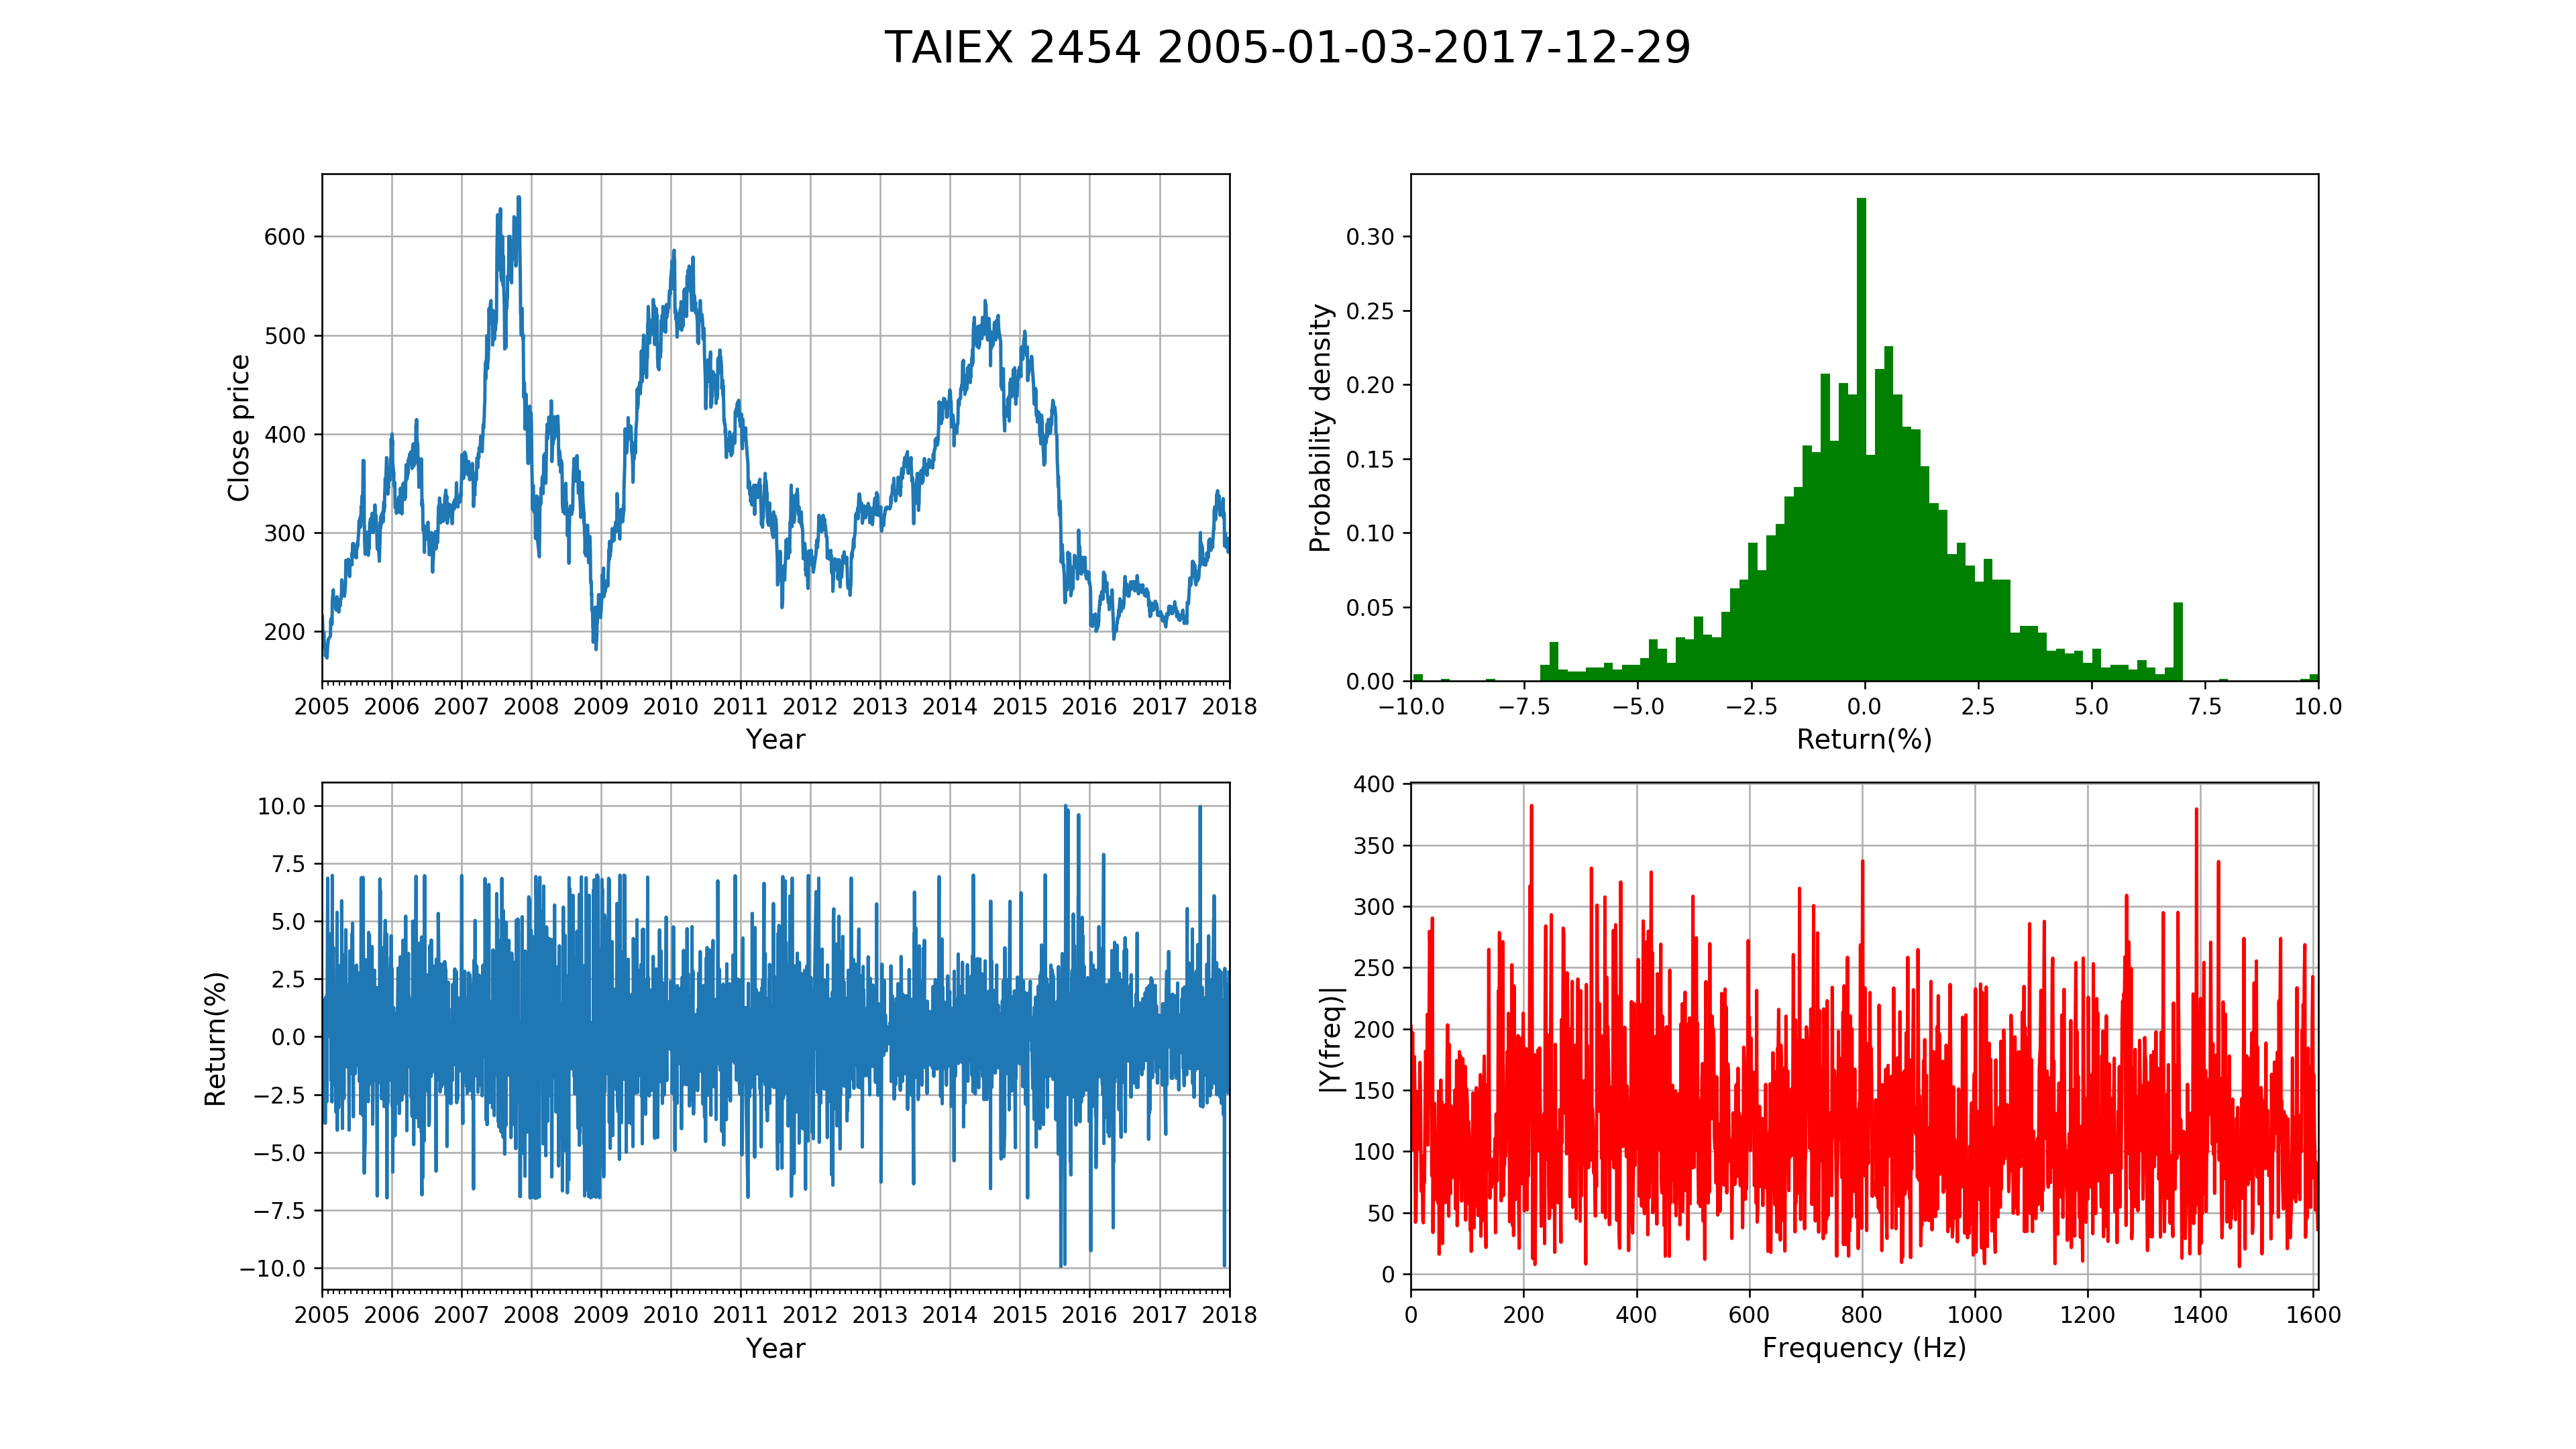 TAIEX 2454 2005-01-03-2017-12-29
600
500
400
300
200
Close price
2005 2006 2007 2008 2009 2010 2011 2012 2013 2014 2015 2016 2017 2018
Year
0.30
0.25
0.20
0.15
0.10
0.05
0.00
Probability density
−10.0 −7.5 −5.0 −2.5 0.0 2.5 5.0 7.5 10.0
Return(%)
10.0
7.5
5.0
2.5
0.0
−2.5
−5.0
−7.5
−10.0
Return(%)
2005 2006 2007 2008 2009 2010 2011 2012 2013 2014 2015 2016 2017 2018
Year
400
350
300
250
200
150
100
50
0
|Y(freq)|
0 200 400 600 800 1000 1200 1400 1600
Frequency (Hz)